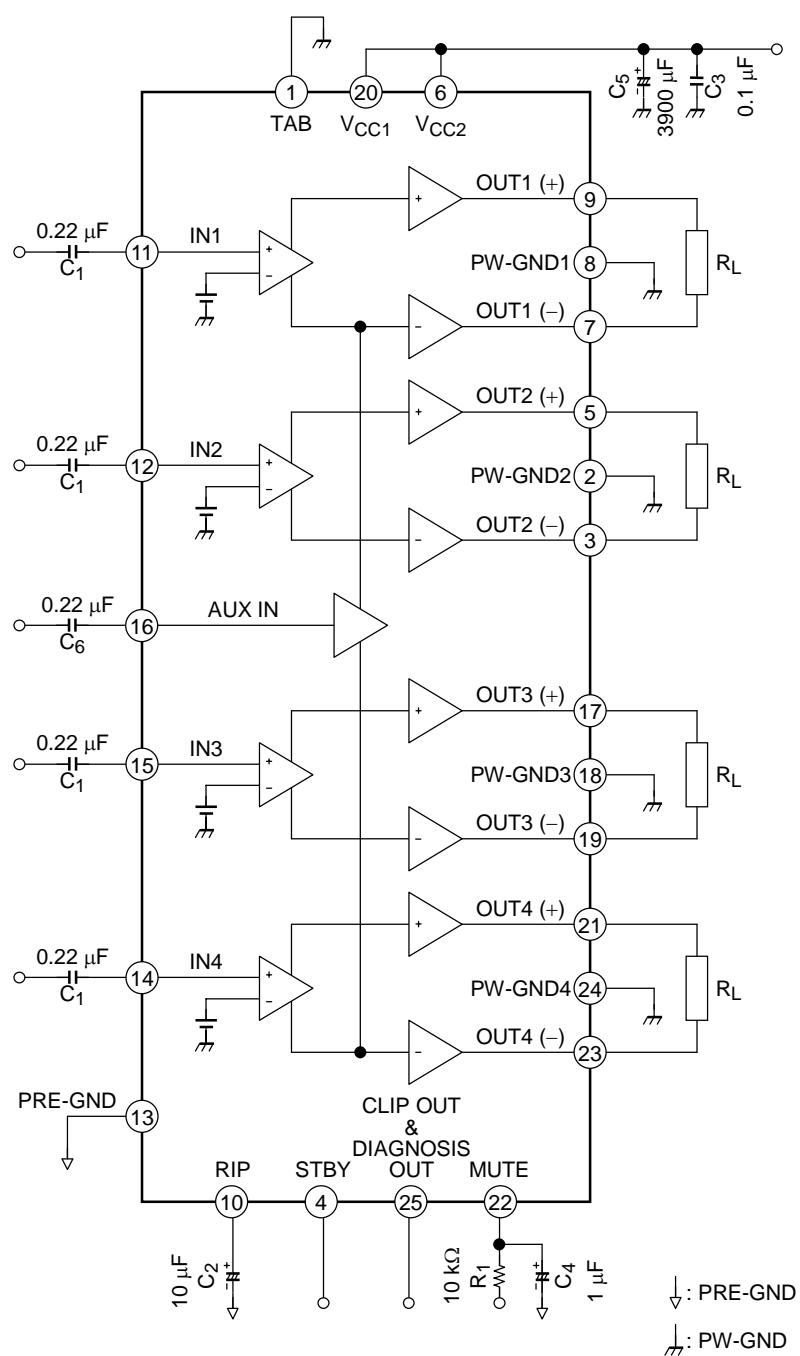 1
TAB
20
VCC1
6
VCC2
C5
3900 μF
C3
0.1 μF
OUT1 (+)
9
0.22 μF
C1
11
IN1
+
−
+
PW-GND1
8
RL
OUT1 (−)
−
7
OUT2 (+)
5
0.22 μF
C1
12
IN2
+
−
+
PW-GND2
2
RL
OUT2 (−)
−
3
0.22 μF
C6
16
AUX IN
OUT3 (+)
17
0.22 μF
C1
15
IN3
+
−
+
PW-GND3
18
RL
OUT3 (−)
−
19
OUT4 (+)
21
0.22 μF
C1
14
IN4
+
−
+
PW-GND4
24
RL
OUT4 (−)
−
23
PRE-GND
13
CLIP OUT
&
DIAGNOSIS
RIP
STBY
OUT
MUTE
10
4
25
22
10 μF
C2
10 kΩ
R1
C4
1 μF
: PRE-GND
: PW-GND